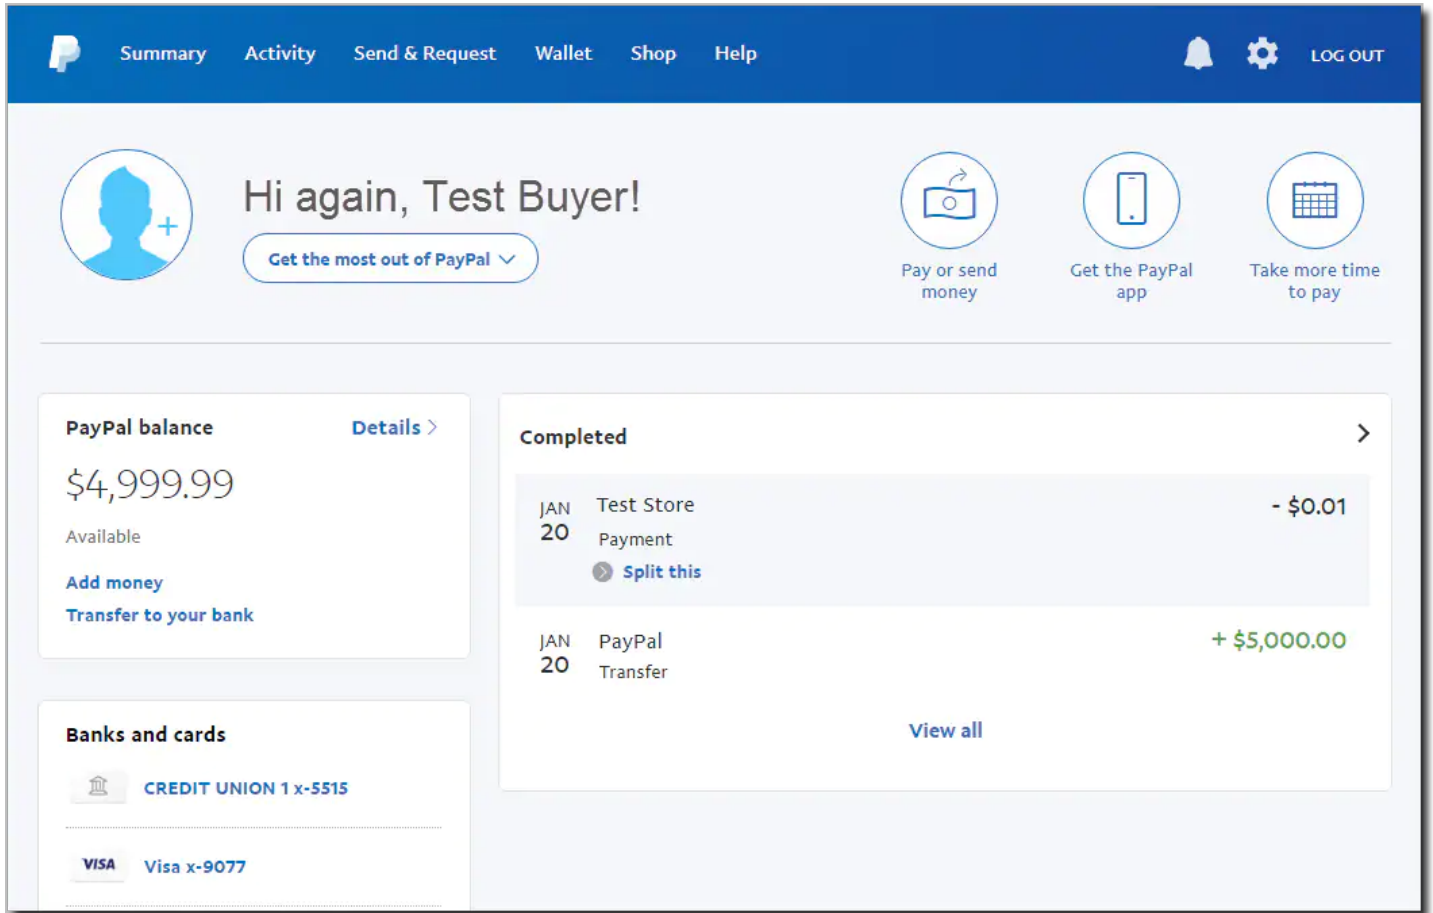 Summary Activity Send & Request Wallet Shop Help LOG OUT
Hi again, Test Buyer!
Get the most out of PayPal
Pay or send
money
Get the PayPal
app
Take more time
to pay
PayPal balance Details
$4,999.99
Available
Add money
Transfer to your bank
Banks and cards
CREDIT UNION 1 x-5515
VISA Visa x-9077
Completed
JAN
20
Test Store
- $0.01
Payment
Split this
JAN
20
PayPal
+ $5,000.00
Transfer
View all